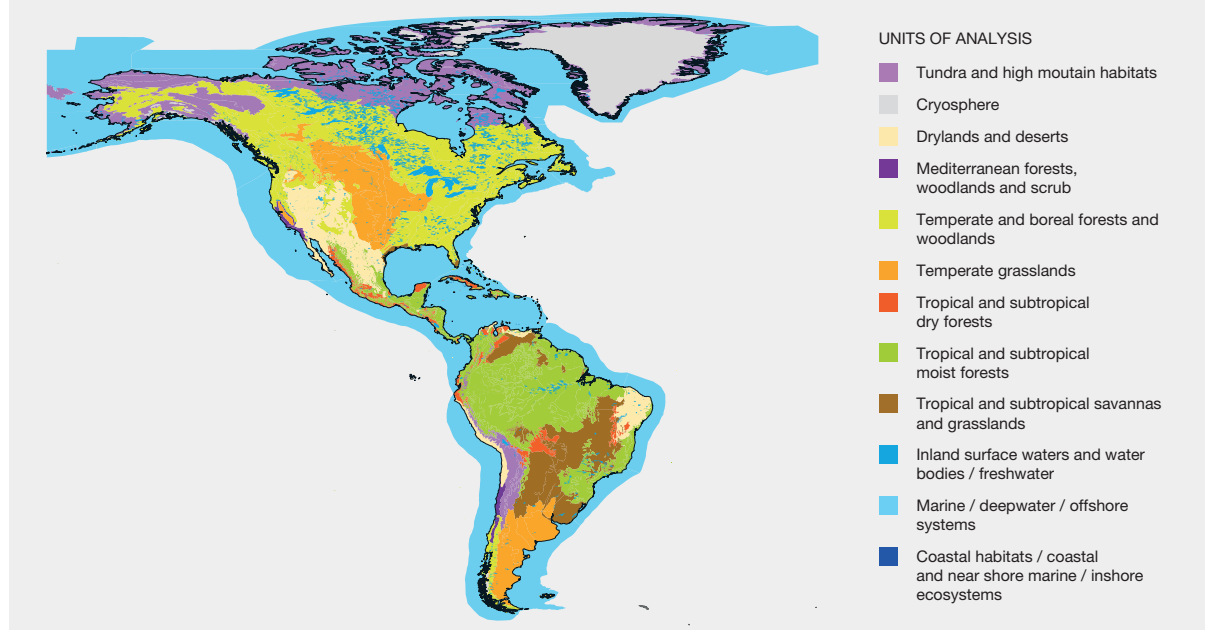 UNITS OF ANALYSIS
Tundra and high moutain habitats
Cryosphere
Drylands and deserts
Mediterranean forests,
woodlands and scrub
Temperate and boreal forests and
woodlands
Temperate grasslands
Tropical and subtropical
dry forests
Tropical and subtropical
moist forests
Tropical and subtropical savannas
and grasslands
Inland surface waters and water
bodies / freshwater
Marine / deepwater / offshore
systems
Coastal habitats / coastal
and near shore marine / inshore
ecosystems